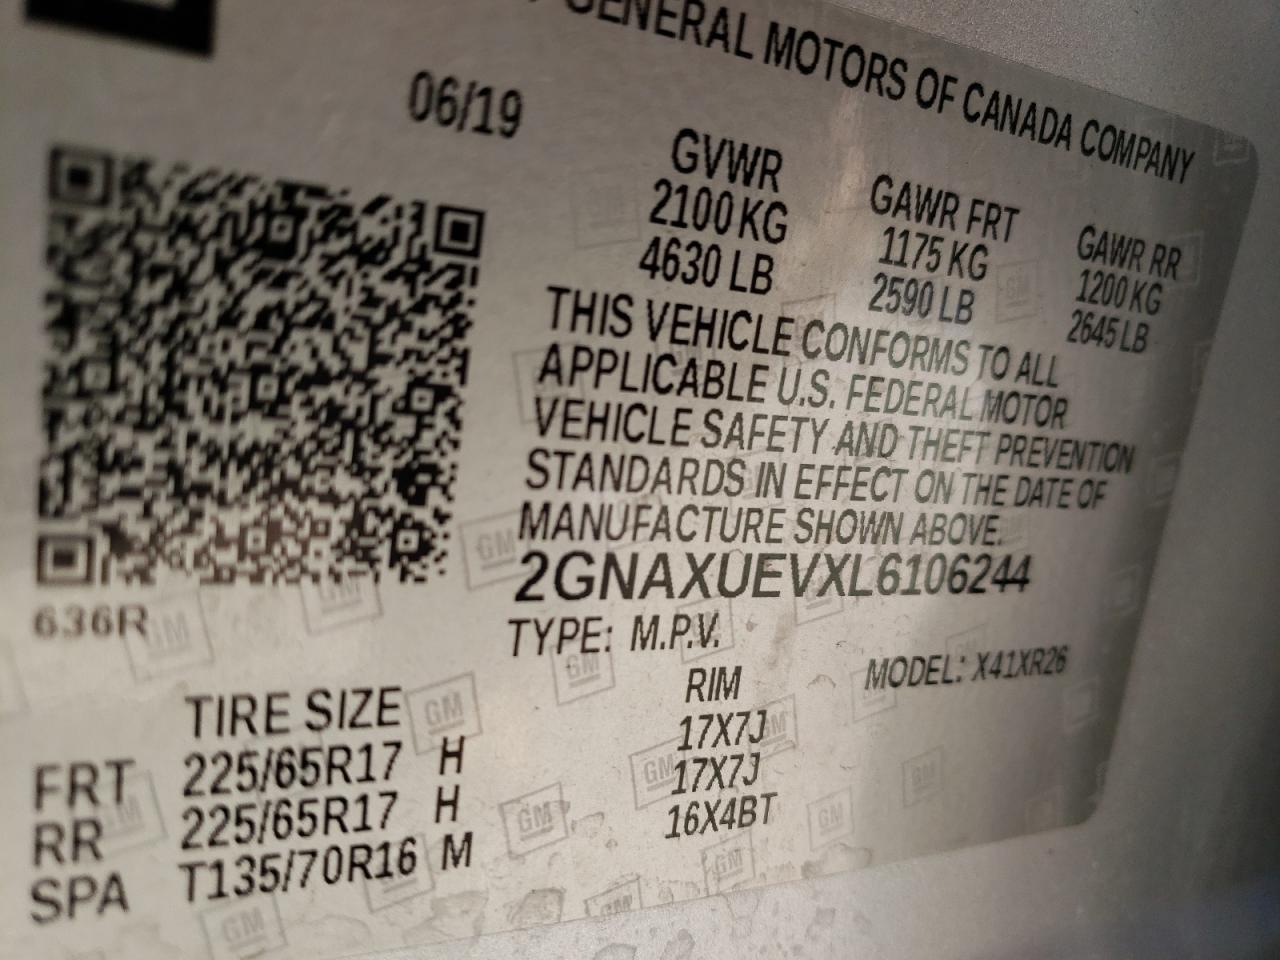 GENERAL MOTORS OF CANADA COMPANY
06/19
GVWR GAWR FRT GAWR RR
2100 KG 1175 KG 1200 KG
4630 LB 2590 LB 2645 LB
THIS VEHICLE CONFORMS TO ALL
APPLICABLE U.S. FEDERAL MOTOR
VEHICLE SAFETY AND THEFT PREVENTION
STANDARDS IN EFFECT ON THE DATE OF
MANUFACTURE SHOWN ABOVE.
2GNAXUEVXL6106244
636R
TYPE: M.P.V. MODEL: X41XR26
TIRE SIZE RIM
FRT 225/65R17 H 17X7J
RR 225/65R17 H 17X7J
SPA T135/70R16 M 16X4BT